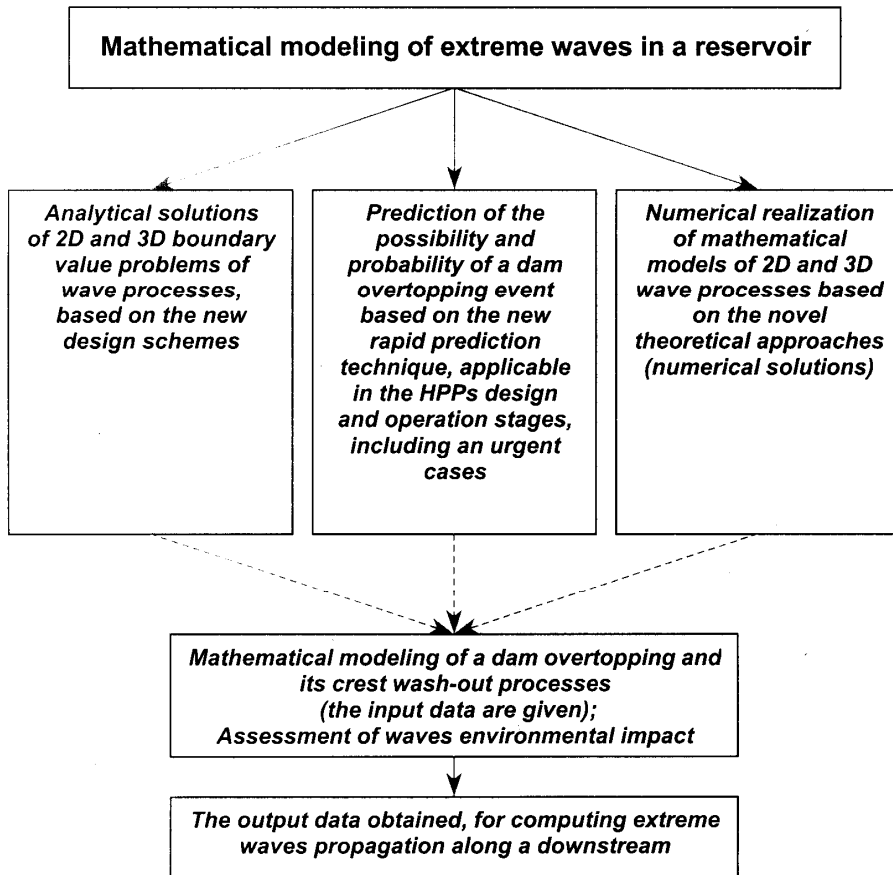 Mathematical modeling of extreme waves in a reservoir
Analytical solutions
of 2D and 3D boundary
value problems of
wave processes,
based on the new
design schemes
Prediction of the
possibility and
probability of a dam
overtopping event
based on the new
rapid prediction
technique, applicable
in the HPPs design
and operation stages,
including an urgent
cases
Numerical realization
of mathematical
models of 2D and 3D
wave processes based
on the novel
theoretical approaches
(numerical solutions)
Mathematical modeling of a dam overtopping and
its crest wash-out processes
(the input data are given);
Assessment of waves environmental impact
The output data obtained, for computing extreme
waves propagation along a downstream